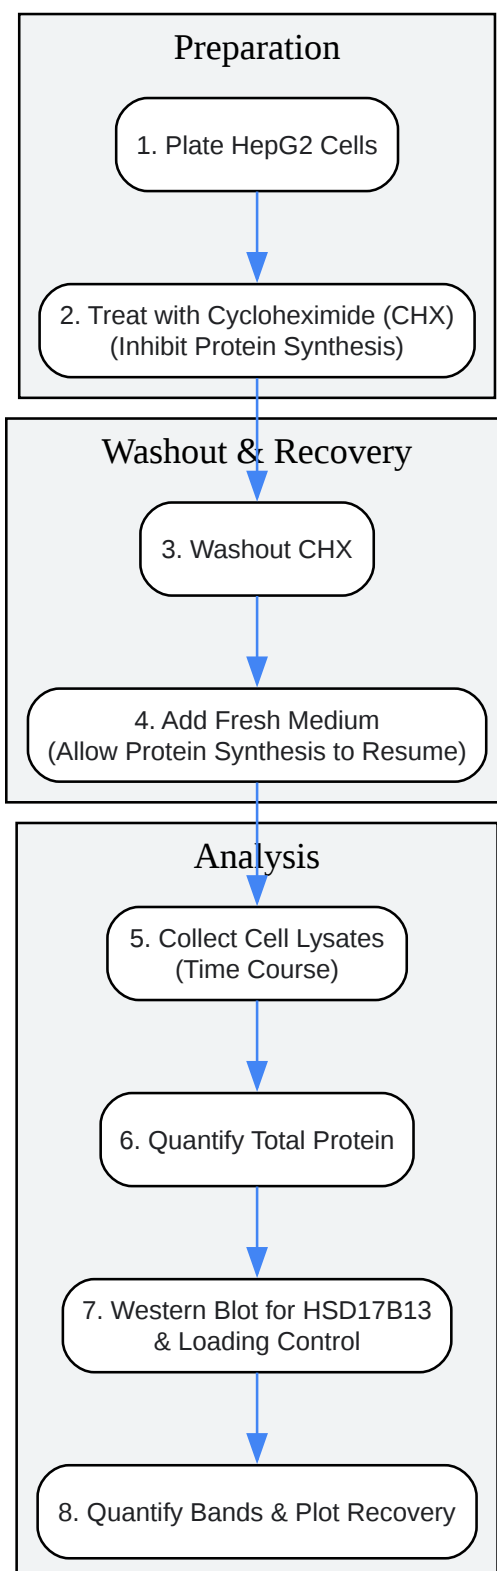 Preparation
1. Plate HepG2 Cells
2. Treat with Cycloheximide (CHX)
(Inhibit Protein Synthesis)
Washout & Recovery
3. Washout CHX
4. Add Fresh Medium
(Allow Protein Synthesis to Resume)
Analysis
5. Collect Cell Lysates
(Time Course)
6. Quantify Total Protein
7. Western Blot for HSD17B13
& Loading Control
8. Quantify Bands & Plot Recovery